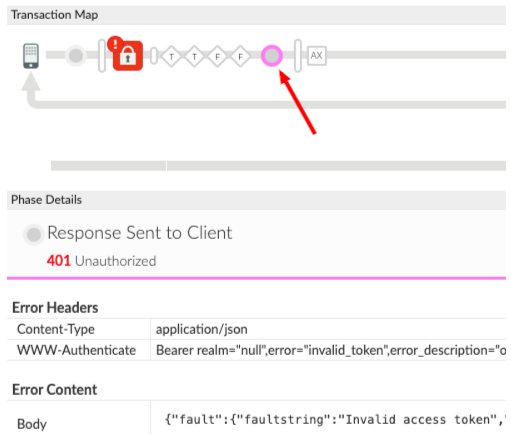 Transaction Map
!
T T F F AX
Phase Details
Response Sent to Client
401 Unauthorized
Error Headers
Content-Type application/json
WWW-Authenticate Bearer realm="null",error="invalid_token",error_description="o
Error Content
Body {"fault":{"faultstring":"Invalid access token","